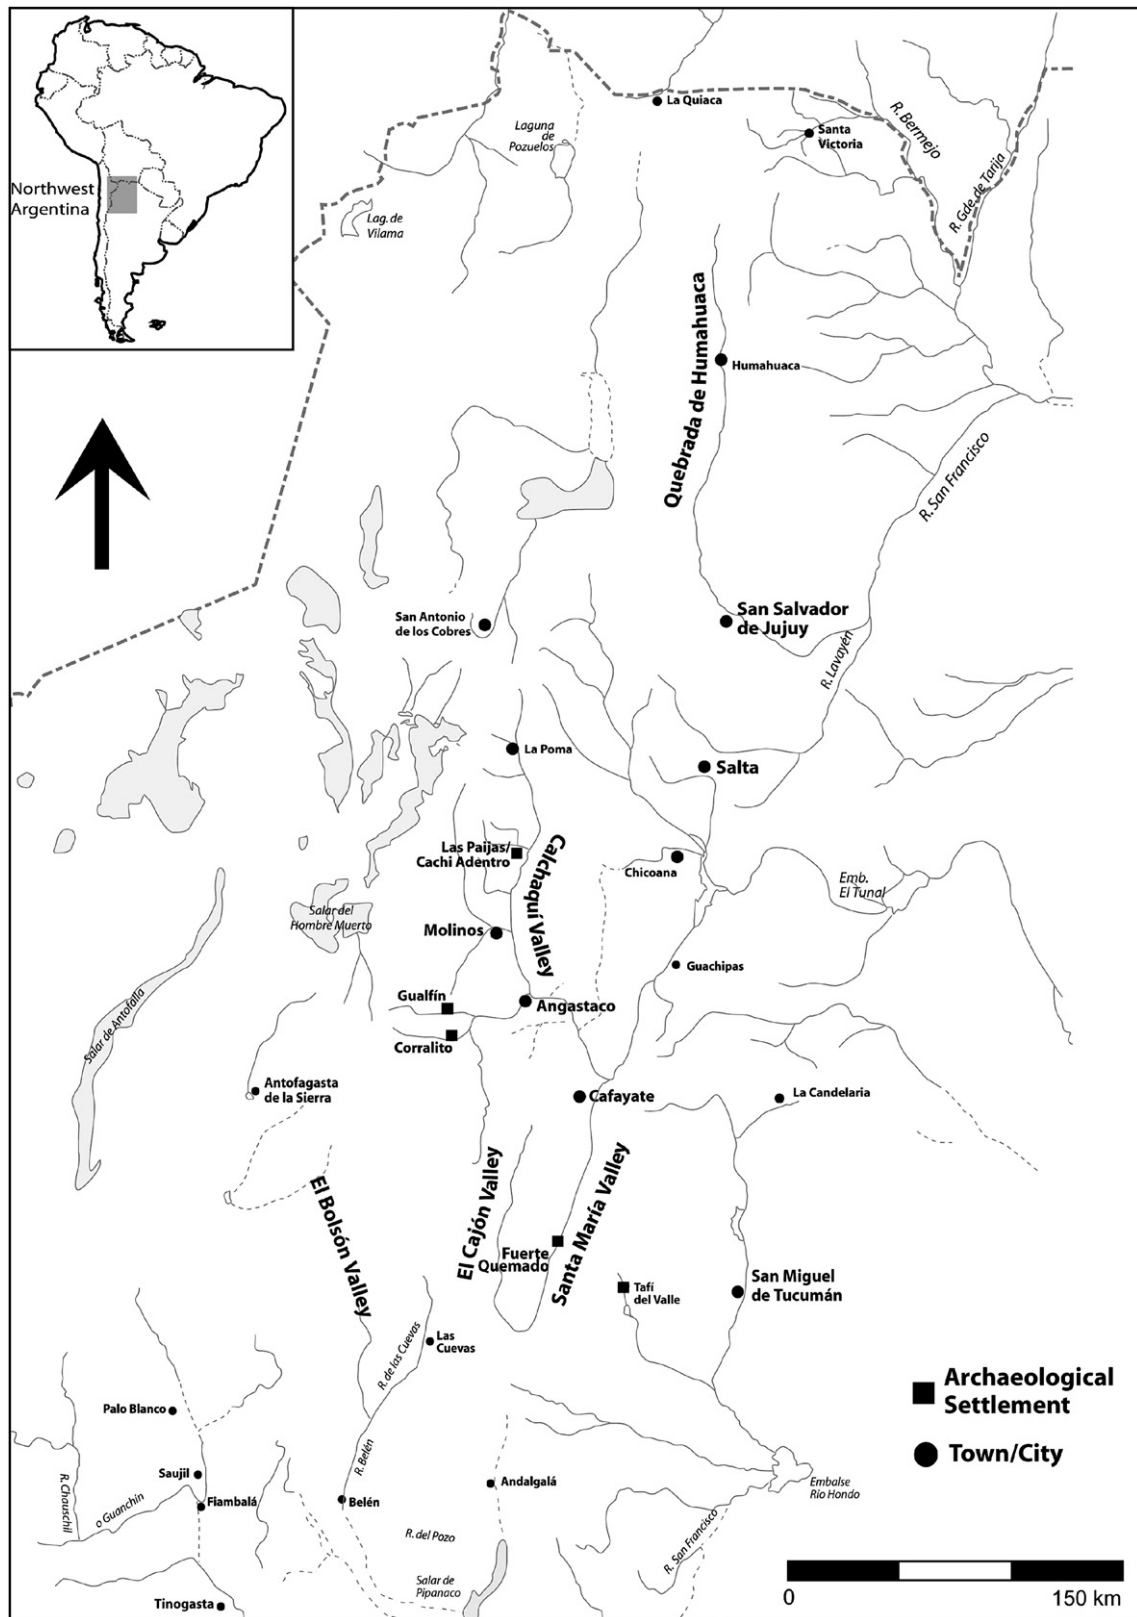 Northwest
Argentina
La Quiaca
Laguna
de
Pozuelos
Santa
Victoria
R. Bermejo
R. Gde. de Tarija
Lag. de
Vilama
Quebrada de Humahuaca
Humahuaca
R. San Francisco
San Antonio
de los Cobres
San Salvador
de Jujuy
R. Lavayén
La Poma
Salta
Las Paijas/
Cachi Adentro
Calchaquí Valley
Chicoana
Emb.
El Tunal
Salar del
Hombre Muerto
Molinos
Guachipas
Gualfín
Angastaco
Salar de Antofalla
Corralito
Antofagasta
de la Sierra
Cafayate
La Candelaria
El Bolsón Valley
El Cajón Valley
Santa María Valley
Fuerte
Quemado
Tafí
del Valle
San Miguel
de Tucumán
Las
Cuevas
R. de las Cuevas
Archaeological
Settlement
Palo Blanco
Town/City
R. Belén
Saujil
Andalgalá
Embalse
Rio Hondo
R. Chauschil
o Guanchín
Fiambalá
Belén
R. del Pozo
R. San Francisco
Salar de
Pipanaco
Tinogasta
0
150 km